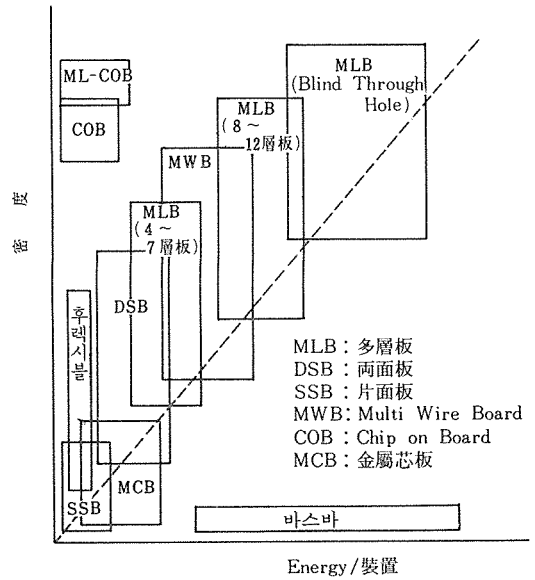 MLB
(Blind Through
Hole)
ML-COB
COB
MLB
(8～
12層板)
MWB
MLB
(4～
7層板)
DSB
후렉시블
密度
MLB : 多層板
DSB : 両面板
SSB : 片面板
MWB : Multi Wire Board
COB : Chip on Board
MCB : 金屬芯板
MCB
SSB
바스바
Energy/裝置